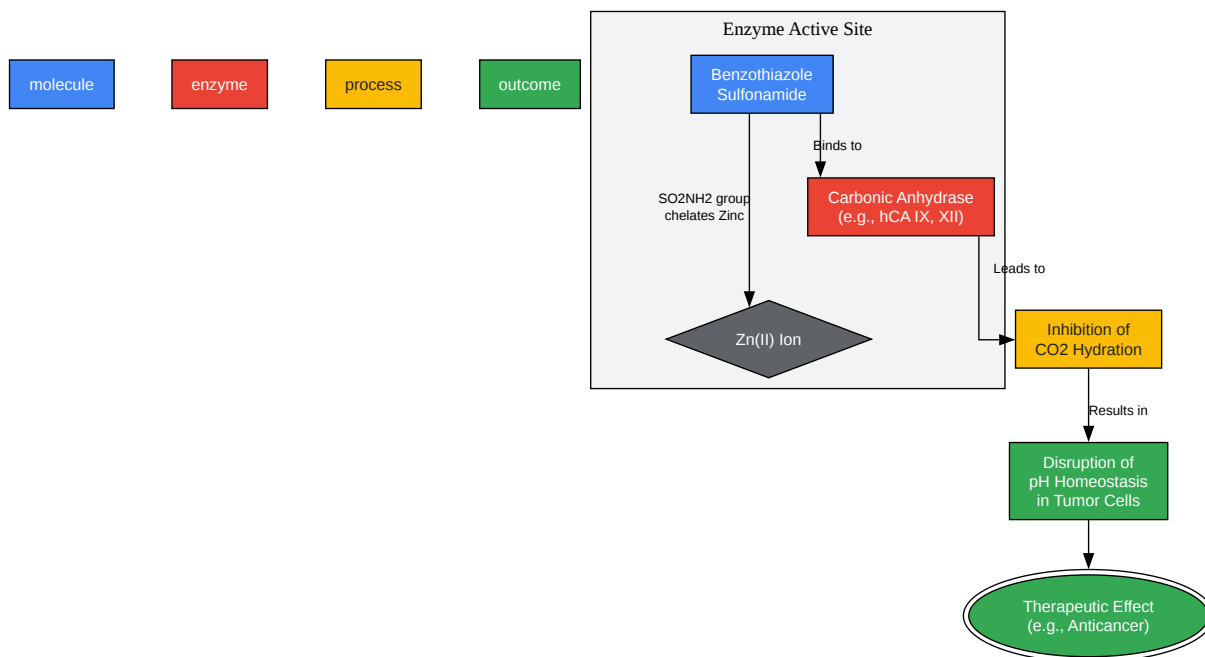 Enzyme Active Site
molecule
enzyme
process
outcome
Benzothiazole
Sulfonamide
Binds to
SO2NH2 group
chelates Zinc
Carbonic Anhydrase
(e.g., hCA IX, XII)
Leads to
Zn(II) Ion
Inhibition of
CO2 Hydration
Results in
Disruption of
pH Homeostasis
in Tumor Cells
Therapeutic Effect
(e.g., Anticancer)